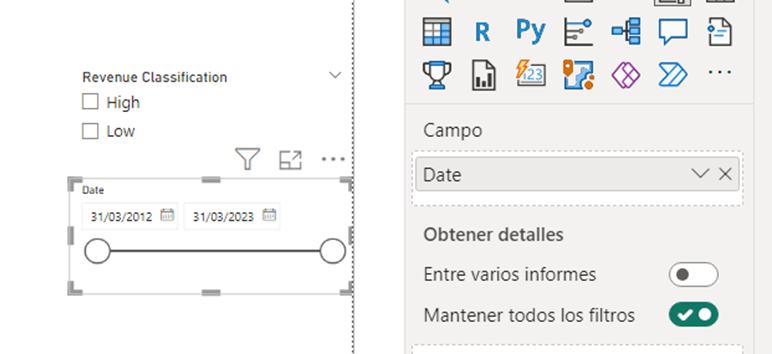 Revenue Classification
High
Low
Date
31/03/2012 31/03/2023
R Py
123
...
Campo
Date
Obtener detalles
Entre varios informes
Mantener todos los filtros